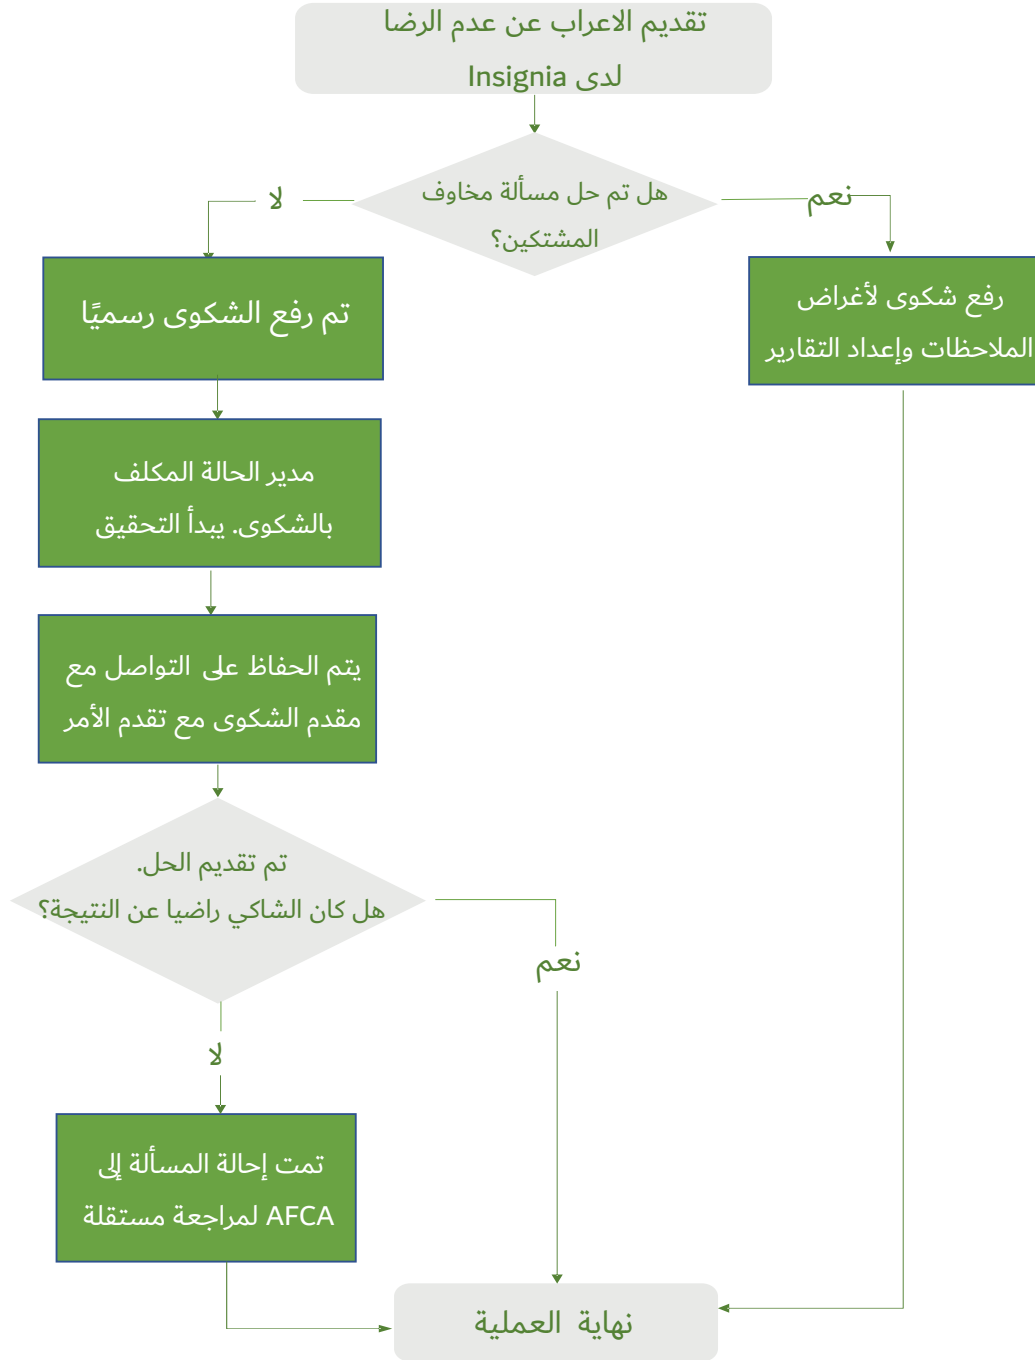 تقديم الاعراب عن عدم الرضا
لدى Insignia
هل تم حل مسألة مخاوف
المشتكين؟
نعم
لا
رفع شكوى لأغراض
الملاحظات وإعداد التقارير
تم رفع الشكوى رسميًا
مدير الحالة المكلف
بالشكوى. يبدأ التحقيق
يتم الحفاظ على التواصل مع
مقدم الشكوى مع تقدم الأمر
تم تقديم الحل.
هل كان الشاكي راضيا عن النتيجة؟
نعم
لا
تمت إحالة المسألة إلى
AFCA لمراجعة مستقلة
نهاية العملية